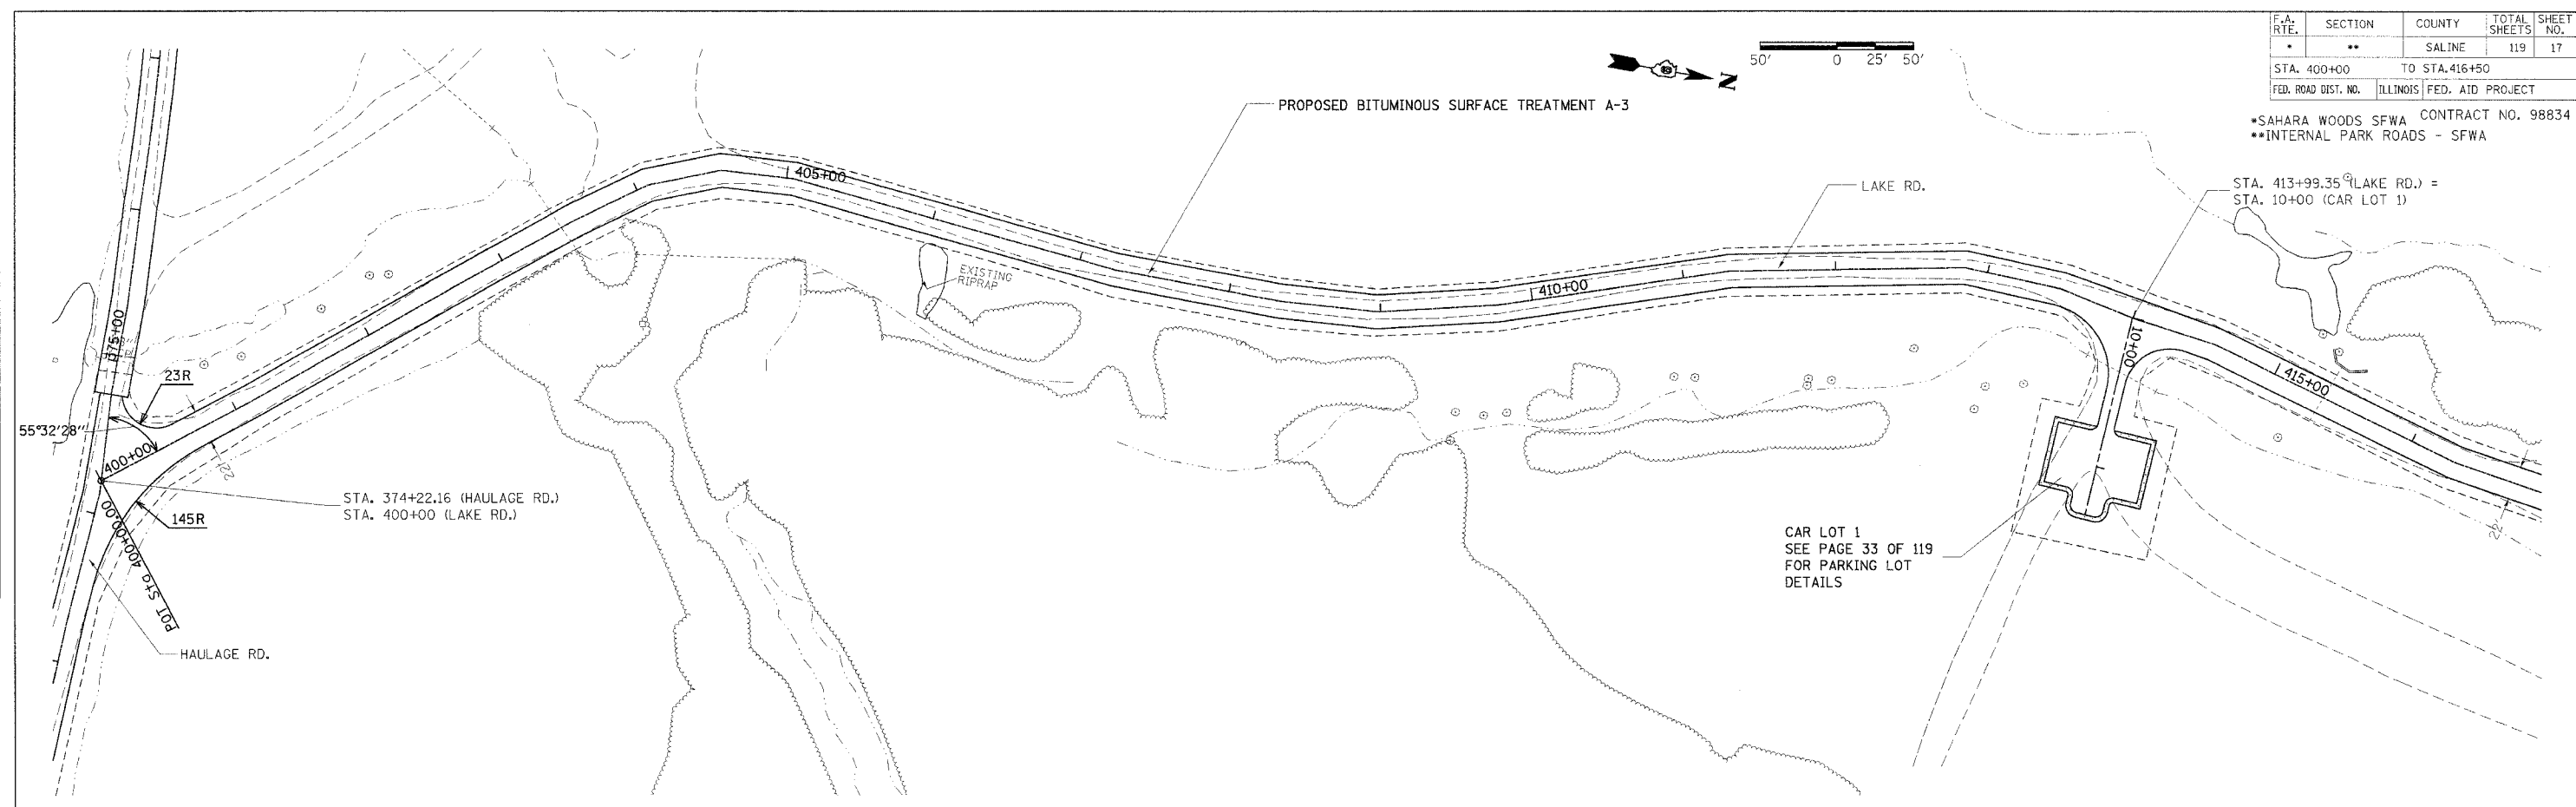 F.A. RTE. SECTION COUNTY TOTAL SHEETS SHEET NO.
* ** SALINE 119 17
STA. 400+00 TO STA.416+50
FED. ROAD DIST. NO. ILLINOIS FED. AID PROJECT
*SAHARA WOODS SFWA CONTRACT NO. 98834
**INTERNAL PARK ROADS - SFWA
50' 0 25' 50'
N
PROPOSED BITUMINOUS SURFACE TREATMENT A-3
405+00
LAKE RD.
STA. 413+99.35 (LAKE RD.) =
STA. 10+00 (CAR LOT 1)
EXISTING
RIPRAP
410+00
375+00
10+00
23R
415+00
55°32'28"
400+00
22'
STA. 374+22.16 (HAULAGE RD.)
STA. 400+00 (LAKE RD.)
145R
POT Sta 400+00.00
22'
CAR LOT 1
SEE PAGE 33 OF 119
FOR PARKING LOT
DETAILS
HAULAGE RD.